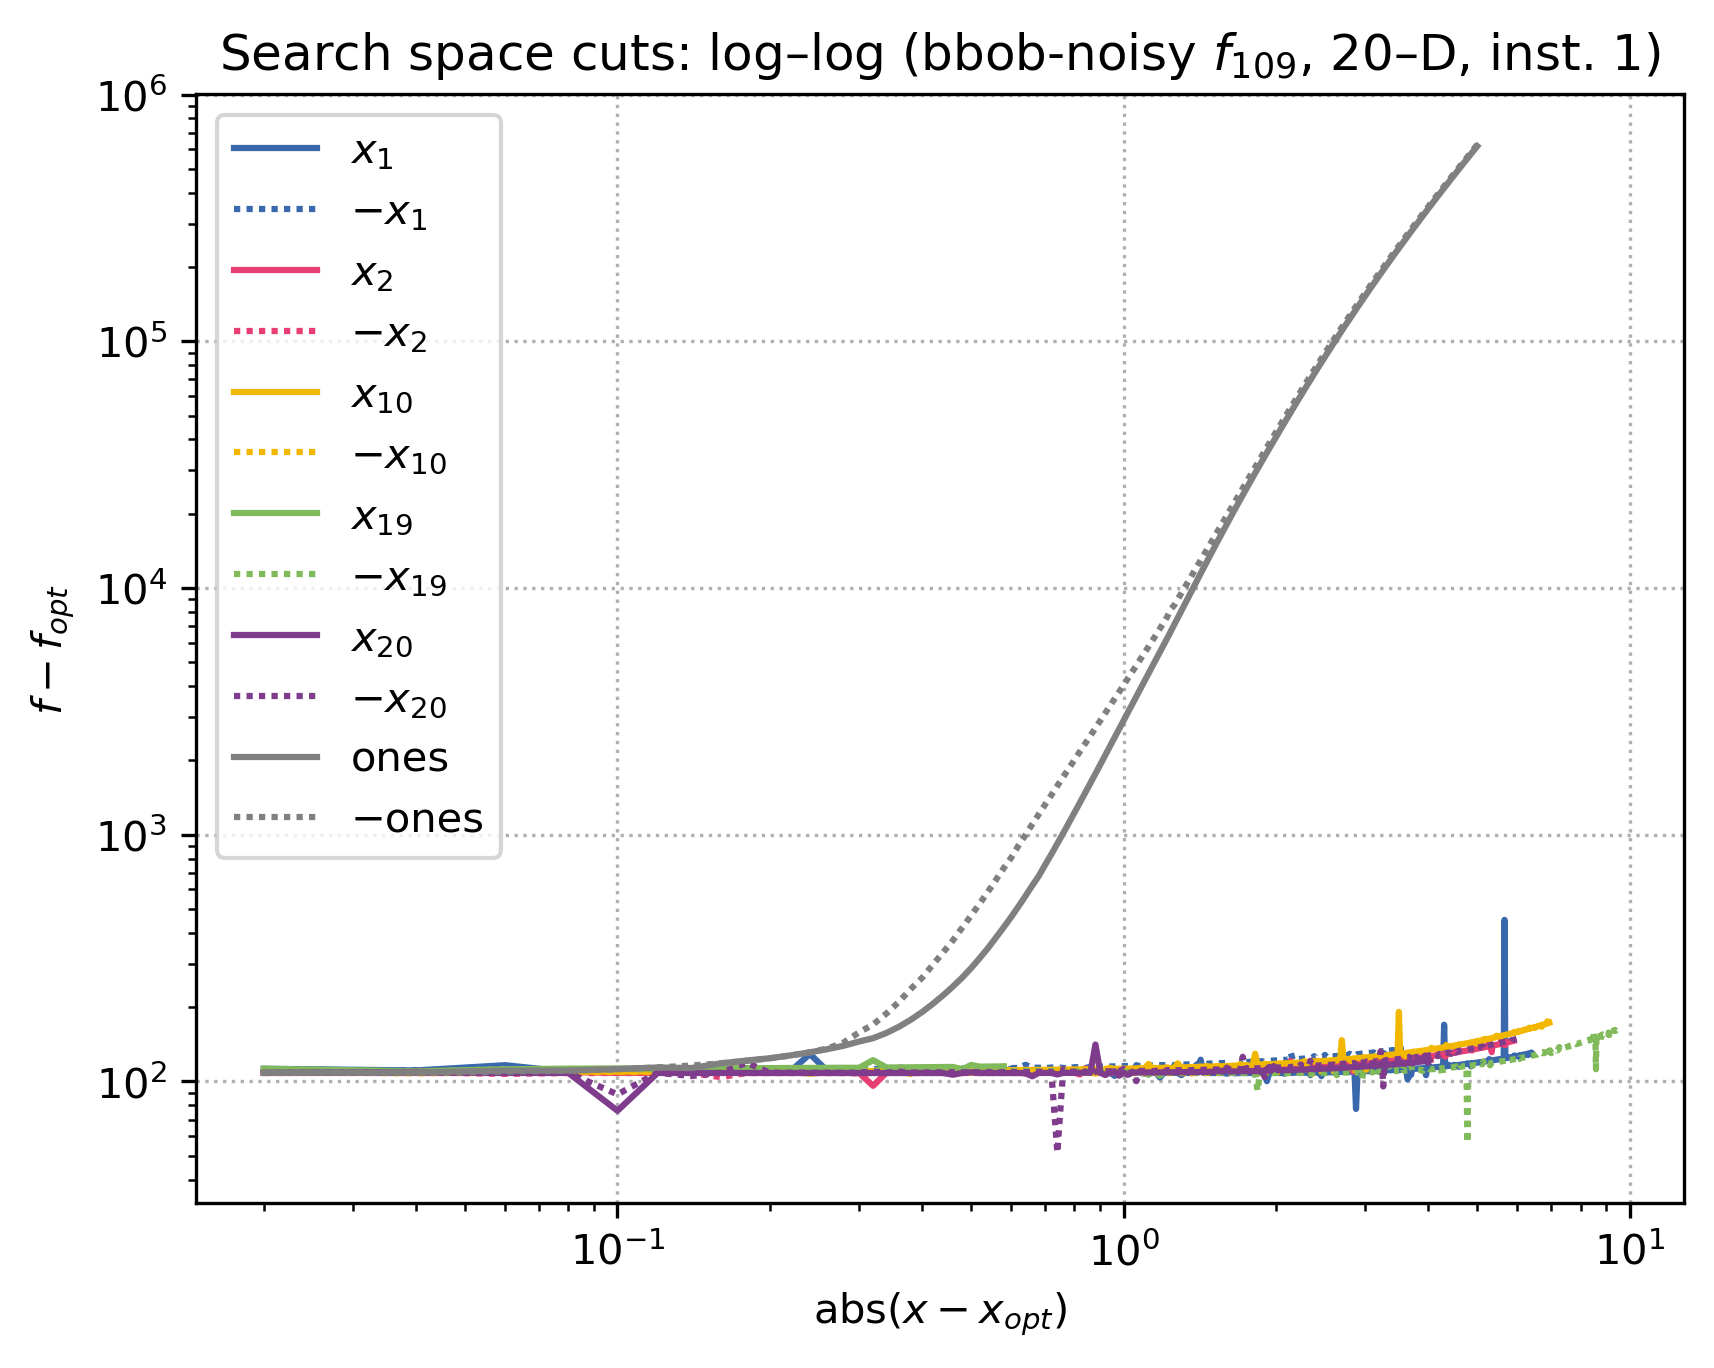 Search space cuts: log–log (bbob-noisy f109, 20–D, inst. 1)
10^6
10^5
10^4
10^3
10^2
f − fopt
x1
−x1
x2
−x2
x10
−x10
x19
−x19
x20
−x20
ones
−ones
10^−1
10^0
10^1
abs(x − xopt)